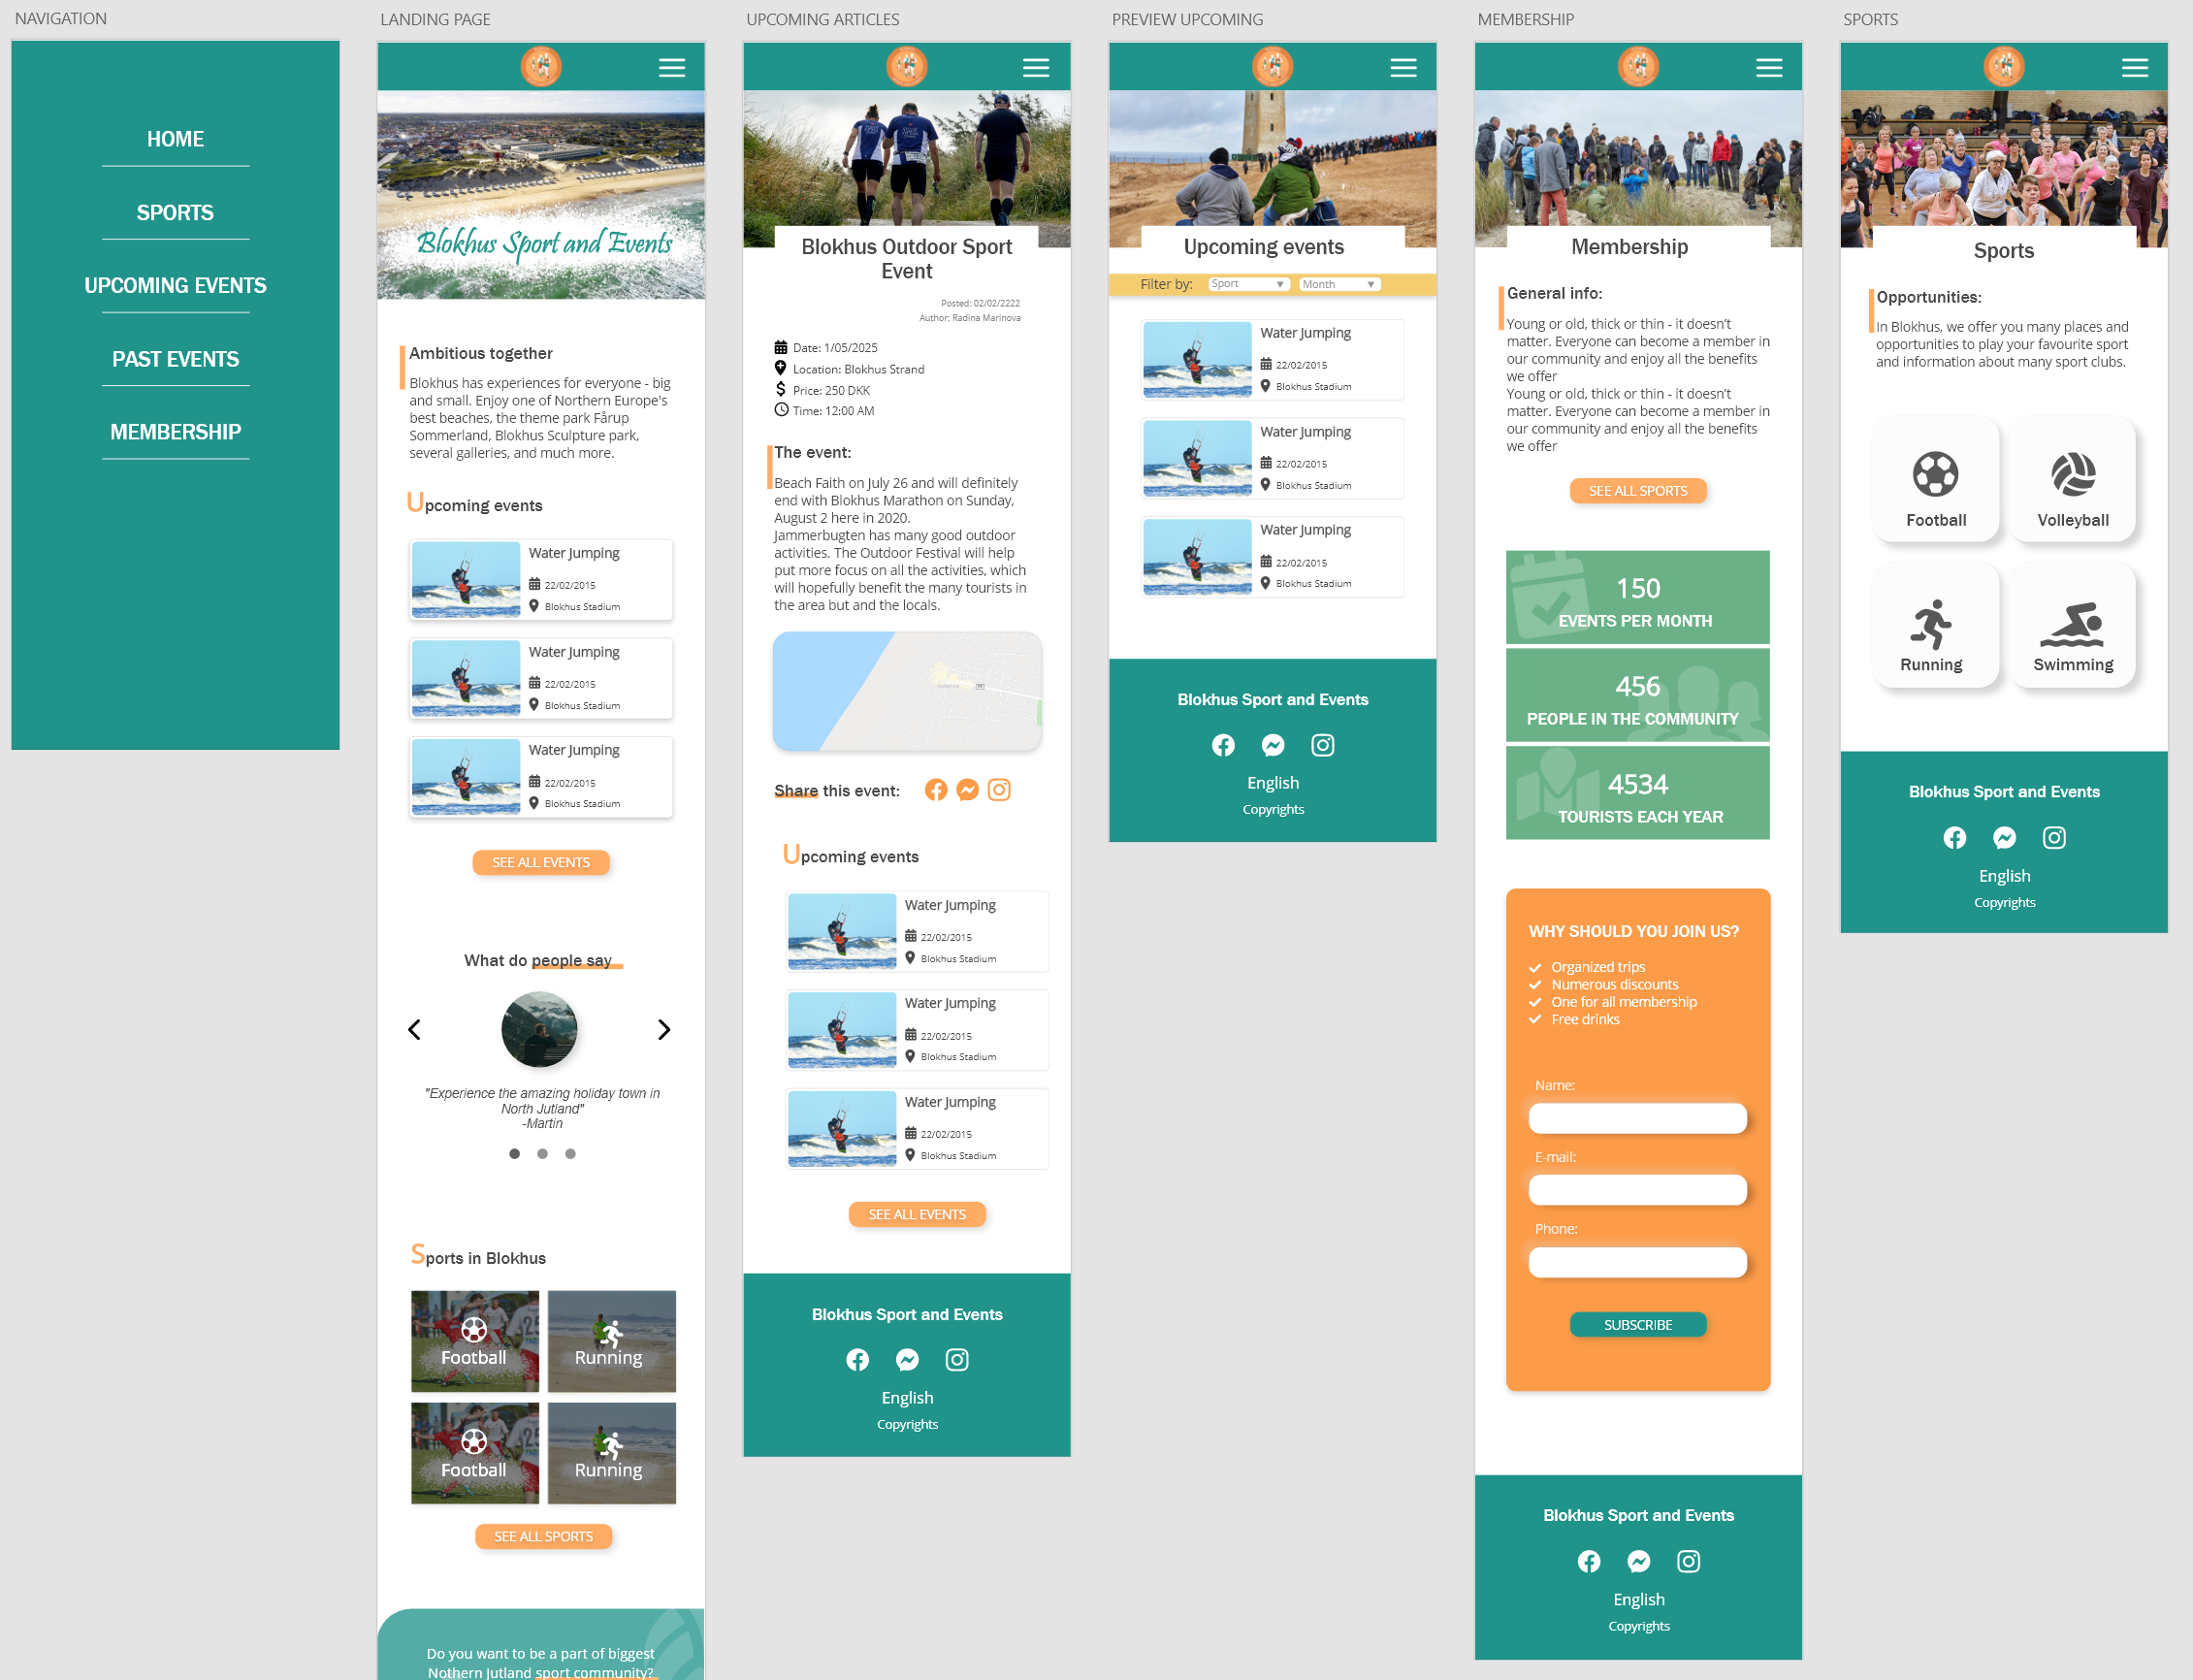 NAVIGATION
HOME
SPORTS
UPCOMING EVENTS
PAST EVENTS
MEMBERSHIP
LANDING PAGE
Blokhus Sport and Events
Ambitious together
Blokhus has experiences for everyone - big
and small. Enjoy one of Northern Europe's
best beaches, the theme park Fårup
Sommerland, Blokhus Sculpture park,
several galleries, and much more.
Upcoming events
Water Jumping
22/02/2015
Blokhus Stadium
Water Jumping
22/02/2015
Blokhus Stadium
Water Jumping
22/02/2015
Blokhus Stadium
SEE ALL EVENTS
What do people say
"Experience the amazing holiday town in
North Jutland"
-Martin
Sports in Blokhus
Football
Running
Football
Running
SEE ALL SPORTS
Do you want to be a part of biggest
Nothern Jutland sport community?
UPCOMING ARTICLES
Blokhus Outdoor Sport
Event
Posted: 02/02/2222
Author: Radina Marinova
Date: 1/05/2025
Location: Blokhus Strand
Price: 250 DKK
Time: 12:00 AM
The event:
Beach Faith on July 26 and will definitely
end with Blokhus Marathon on Sunday,
August 2 here in 2020.
Jammerbugten has many good outdoor
activities. The Outdoor Festival will help
put more focus on all the activities, which
will hopefully benefit the many tourists in
the area but and the locals.
Share this event:
Upcoming events
Water Jumping
22/02/2015
Blokhus Stadium
Water Jumping
22/02/2015
Blokhus Stadium
Water Jumping
22/02/2015
Blokhus Stadium
SEE ALL EVENTS
Blokhus Sport and Events
English
Copyrights
PREVIEW UPCOMING
Upcoming events
Filter by: Sport Month
Water Jumping
22/02/2015
Blokhus Stadium
Water Jumping
22/02/2015
Blokhus Stadium
Water Jumping
22/02/2015
Blokhus Stadium
Blokhus Sport and Events
English
Copyrights
MEMBERSHIP
Membership
General info:
Young or old, thick or thin - it doesn't
matter. Everyone can become a member in
our community and enjoy all the benefits
we offer
Young or old, thick or thin - it doesn't
matter. Everyone can become a member in
our community and enjoy all the benefits
we offer
SEE ALL SPORTS
150
EVENTS PER MONTH
456
PEOPLE IN THE COMMUNITY
4534
TOURISTS EACH YEAR
WHY SHOULD YOU JOIN US?
Organized trips
Numerous discounts
One for all membership
Free drinks
Name:
E-mail:
Phone:
SUBSCRIBE
Blokhus Sport and Events
English
Copyrights
SPORTS
Sports
Opportunities:
In Blokhus, we offer you many places and
opportunities to play your favourite sport
and information about many sport clubs.
Football
Volleyball
Running
Swimming
Blokhus Sport and Events
English
Copyrights